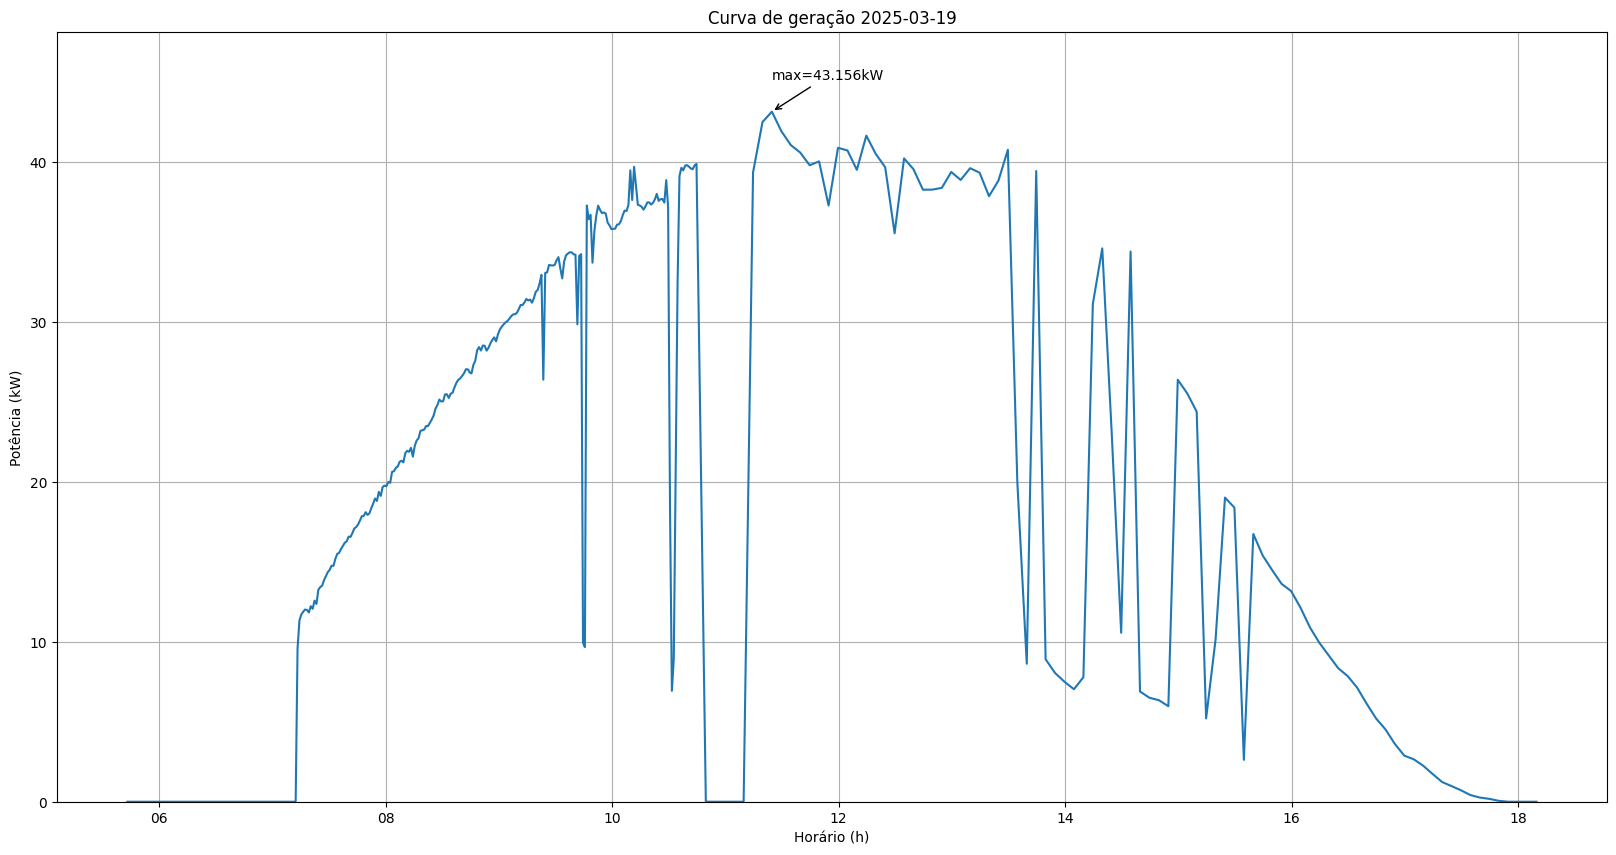 Curva de geração 2025-03-19
max=43.156kW
Potência (kW)
40
30
20
10
0
06 08 10 12 14 16 18
Horário (h)